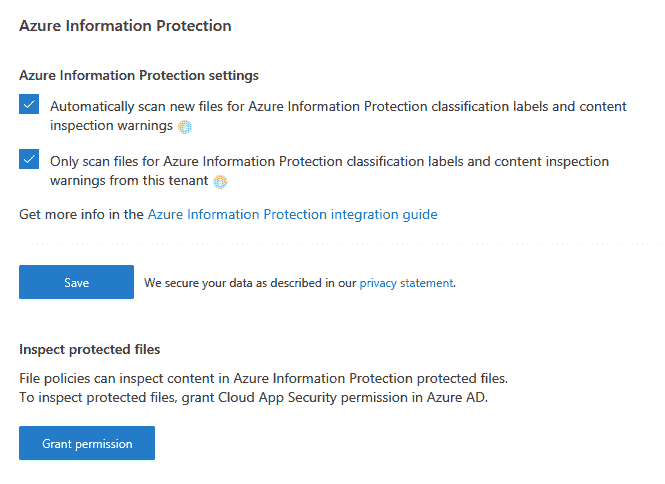 Azure Information Protection
Azure Information Protection settings
Automatically scan new files for Azure Information Protection classification labels and content
inspection warnings
Only scan files for Azure Information Protection classification labels and content inspection
warnings from this tenant
Get more info in the Azure Information Protection integration guide
Save We secure your data as described in our privacy statement.
Inspect protected files
File policies can inspect content in Azure Information Protection protected files.
To inspect protected files, grant Cloud App Security permission in Azure AD.
Grant permission